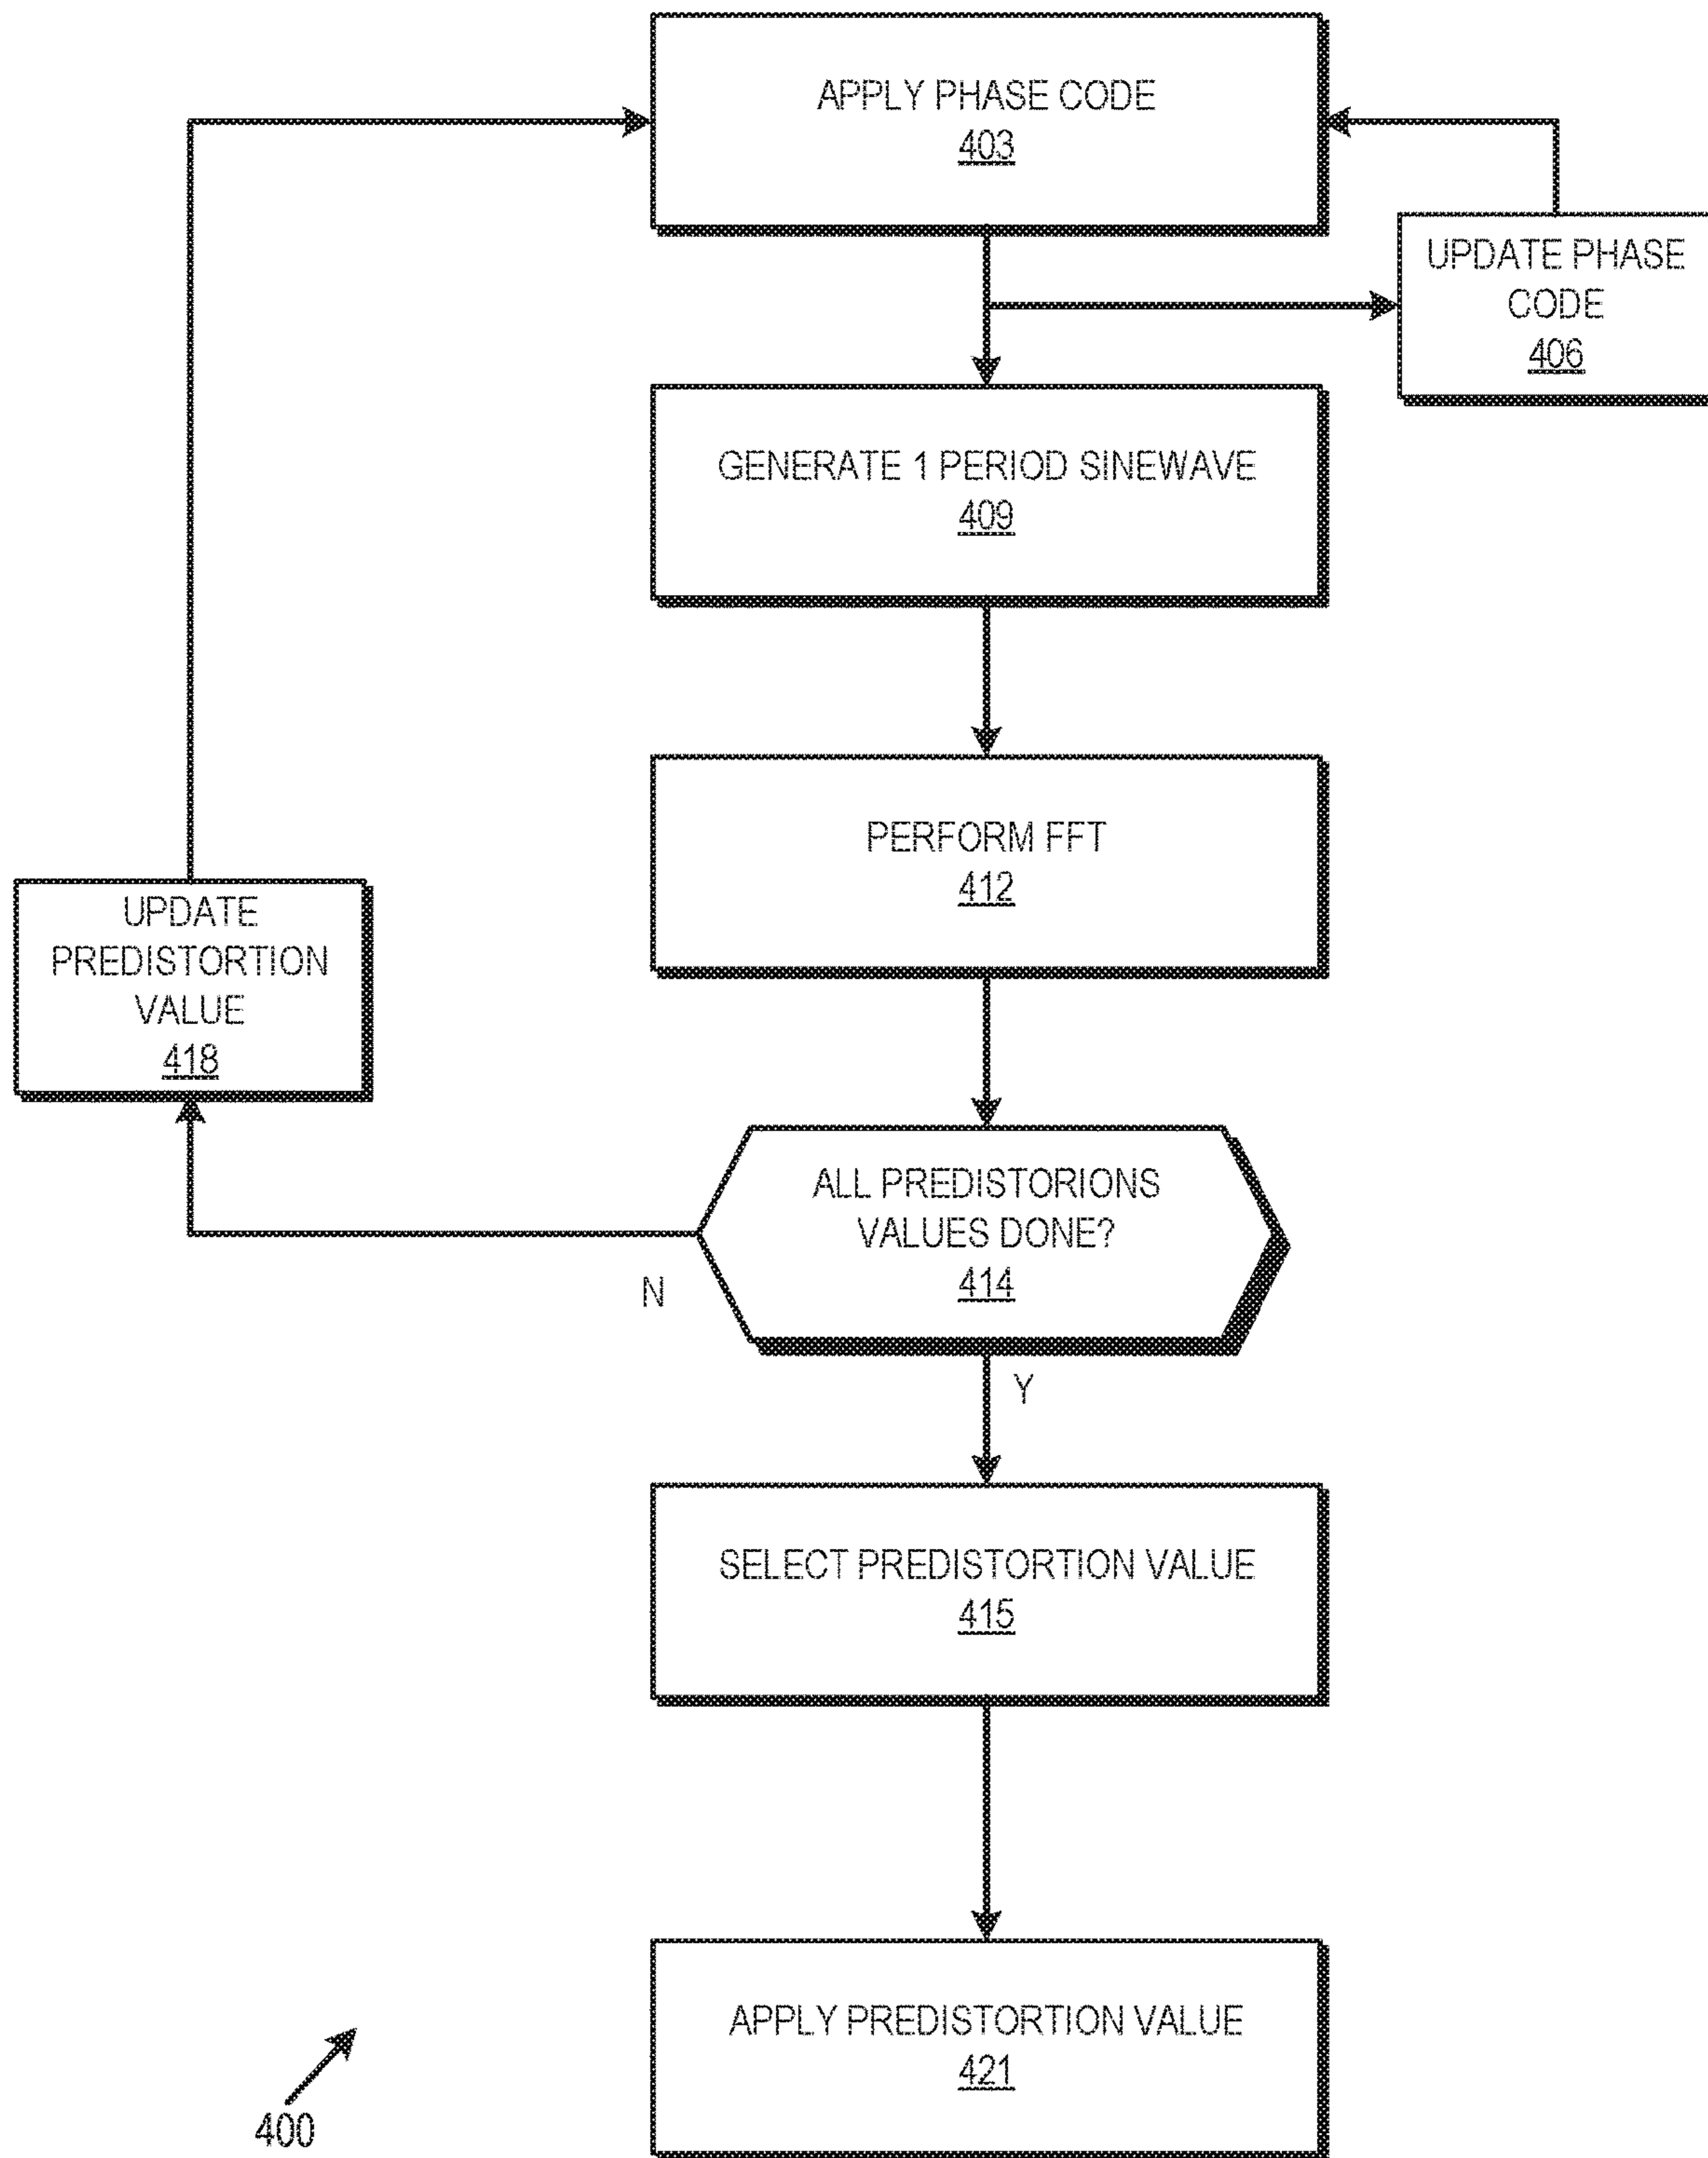 APPLY PHASE CODE
403
UPDATE PHASE
CODE
406
GENERATE 1 PERIOD SINEWAVE
409
PERFORM FFT
412
UPDATE
PREDISTORTION
VALUE
418
ALL PREDISTORIONS
VALUES DONE?
414
N
Y
SELECT PREDISTORTION VALUE
415
APPLY PREDISTORTION VALUE
421
400